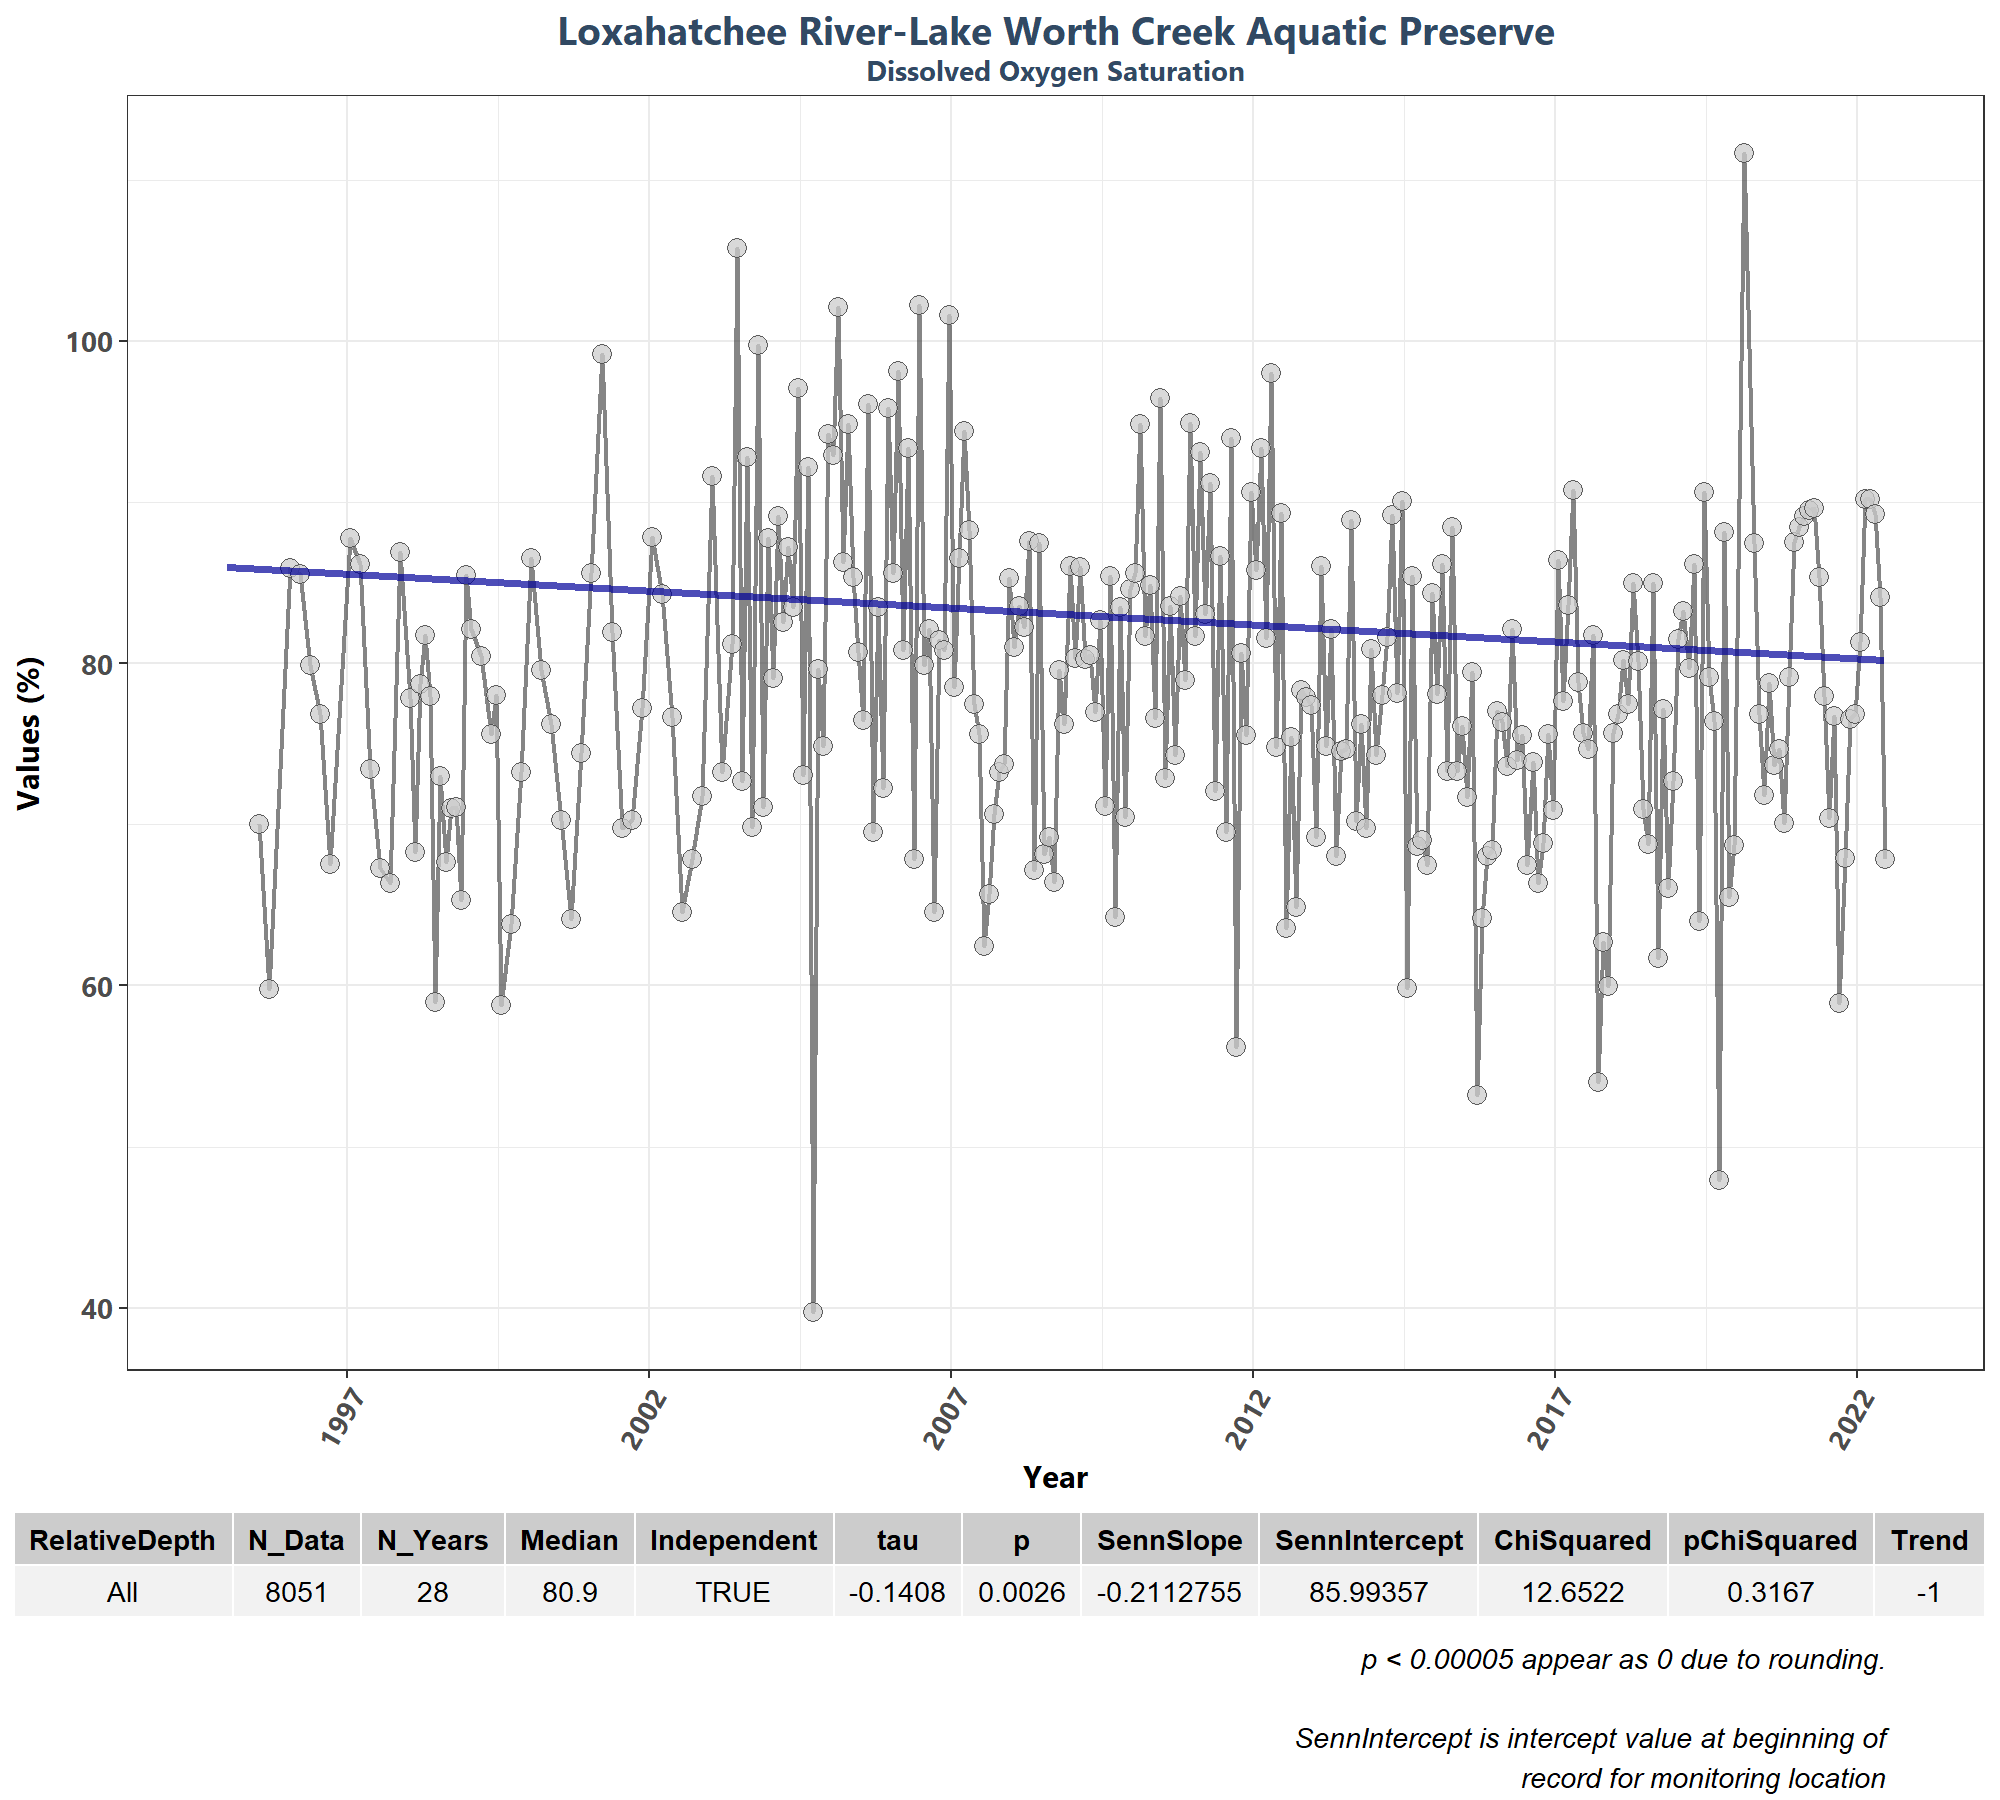 Loxahatchee River-Lake Worth Creek Aquatic Preserve
Dissolved Oxygen Saturation
Values (%)
100
80
60
40
1997 2002 2007 2012 2017 2022
Year
RelativeDepth N_Data N_Years Median Independent tau p SennSlope SennIntercept ChiSquared pChiSquared Trend
All 8051 28 80.9 TRUE -0.1408 0.0026 -0.2112755 85.99357 12.6522 0.3167 -1
p < 0.00005 appear as 0 due to rounding.
SennIntercept is intercept value at beginning of
record for monitoring location